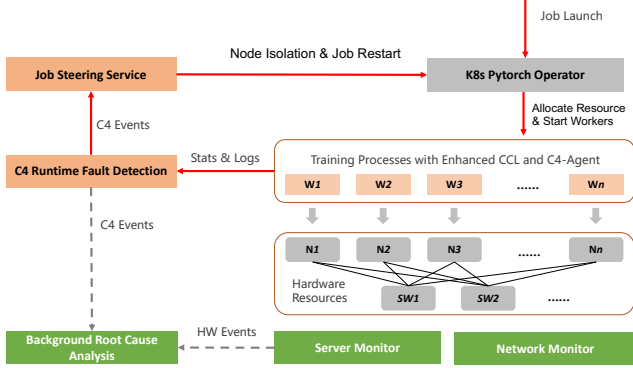 Job Launch
Node Isolation & Job Restart
Job Steering Service
K8s Pytorch Operator
C4 Events
Allocate Resource
& Start Workers
Stats & Logs
Training Processes with Enhanced CCL and C4-Agent
C4 Runtime Fault Detection
W1 W2 W3 ...... Wn
C4 Events
N1 N2 N3 ...... Nn
Hardware
Resources
SW1 SW2 ......
HW Events
Background Root Cause
Analysis
Server Monitor
Network Monitor